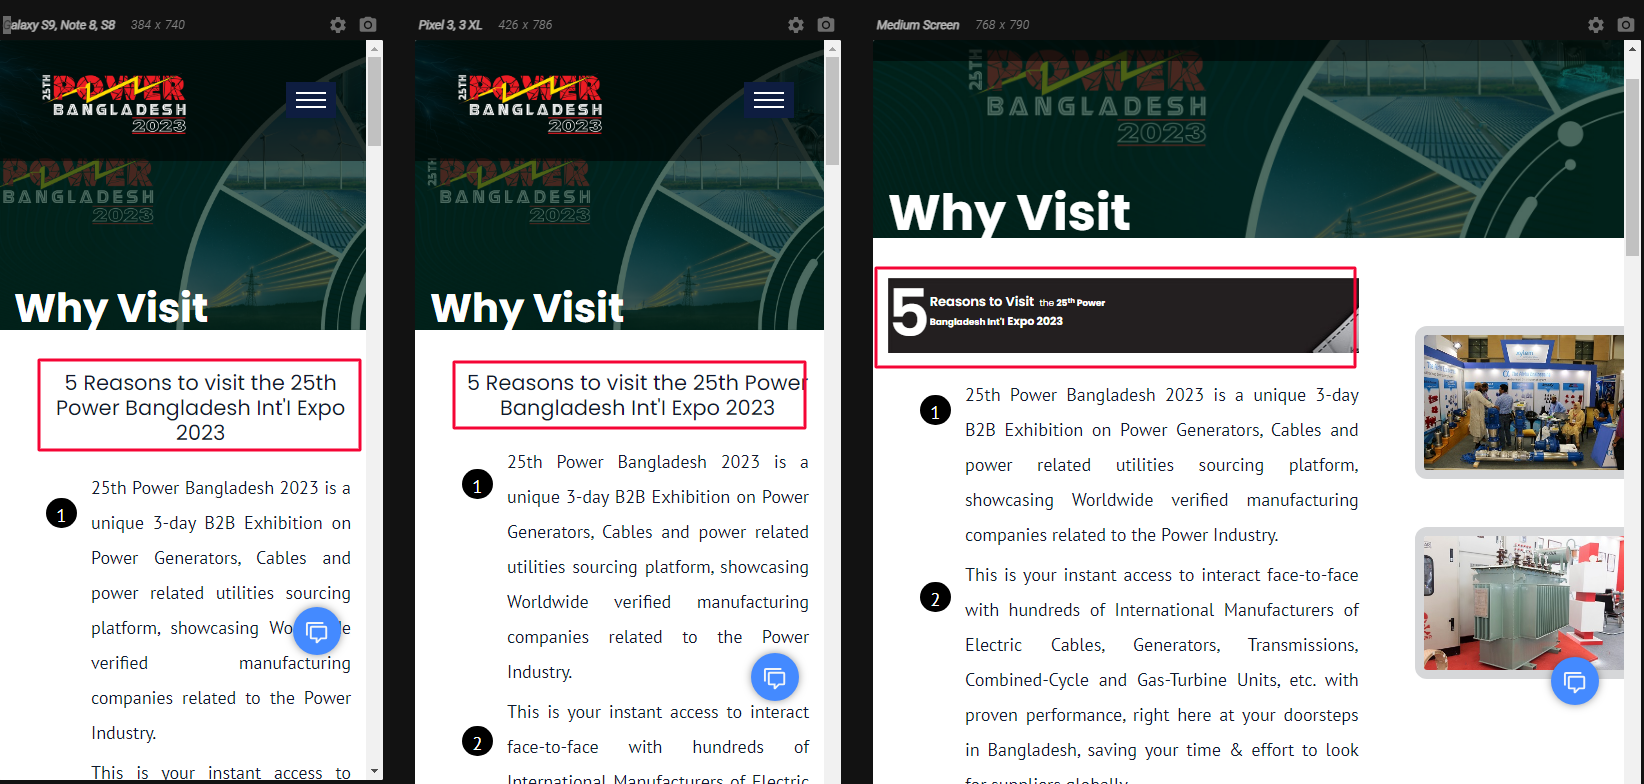 Galaxy S9, Note 8, S8 384 x 740
25TH
POWER
BANGLADESH
2023
POWER
BANGLADESH
2023
Why Visit
5 Reasons to visit the 25th
Power Bangladesh Int'l Expo
2023
1
25th Power Bangladesh 2023 is a
unique 3-day B2B Exhibition on
Power Generators, Cables and
power related utilities sourcing
platform, showcasing
verified manufacturing
companies related to the Power
Industry.
This is your instant access to
Pixel 3, 3 XL 426 x 786
25TH
POWER
BANGLADESH
2023
25TH
POWER
BANGLADESH
2023
Why Visit
5 Reasons to visit the 25th Power
Bangladesh Int'l Expo 2023
1
25th Power Bangladesh 2023 is a
unique 3-day B2B Exhibition on Power
Generators, Cables and power related
utilities sourcing platform, showcasing
Worldwide verified manufacturing
companies related to the Power
Industry.
2
This is your instant access to interact
face-to-face with hundreds of
International Manufacturers of Electric
Medium Screen 768 x 790
25TH
POWER
BANGLADESH
2023
Why Visit
5 Reasons to Visit the 25th Power
Bangladesh Int'l Expo 2023
1
25th Power Bangladesh 2023 is a unique 3-day
B2B Exhibition on Power Generators, Cables and
power related utilities sourcing platform,
showcasing Worldwide verified manufacturing
companies related to the Power Industry.
2
This is your instant access to interact face-to-face
with hundreds of International Manufacturers of
Electric Cables, Generators, Transmissions,
Combined-Cycle and Gas-Turbine Units, etc. with
proven performance, right here at your doorsteps
in Bangladesh, saving your time & effort to look
for suppliers globally